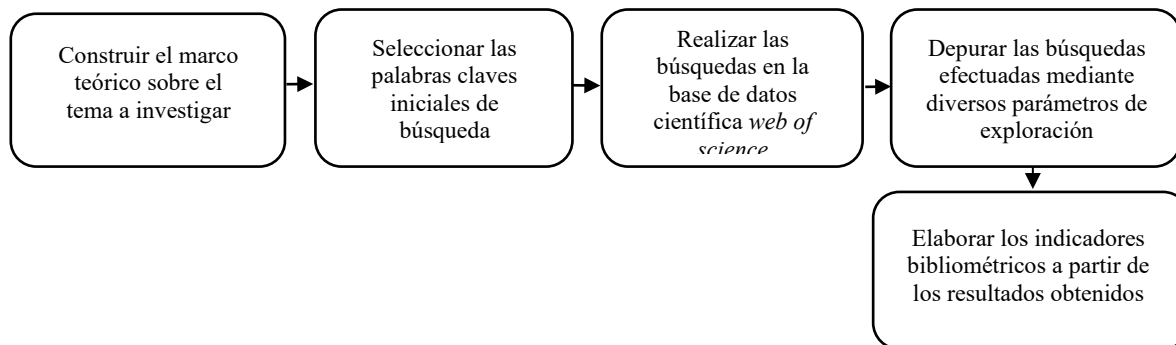 Construir el marco
teórico sobre el
tema a investigar
Seleccionar las
palabras claves
iniciales de
búsqueda
Realizar las
búsquedas en la
base de datos
científica web of
science.
Depurar las búsquedas
efectuadas mediante
diversos parámetros de
exploración
Elaborar los indicadores
bibliométricos a partir de
los resultados obtenidos